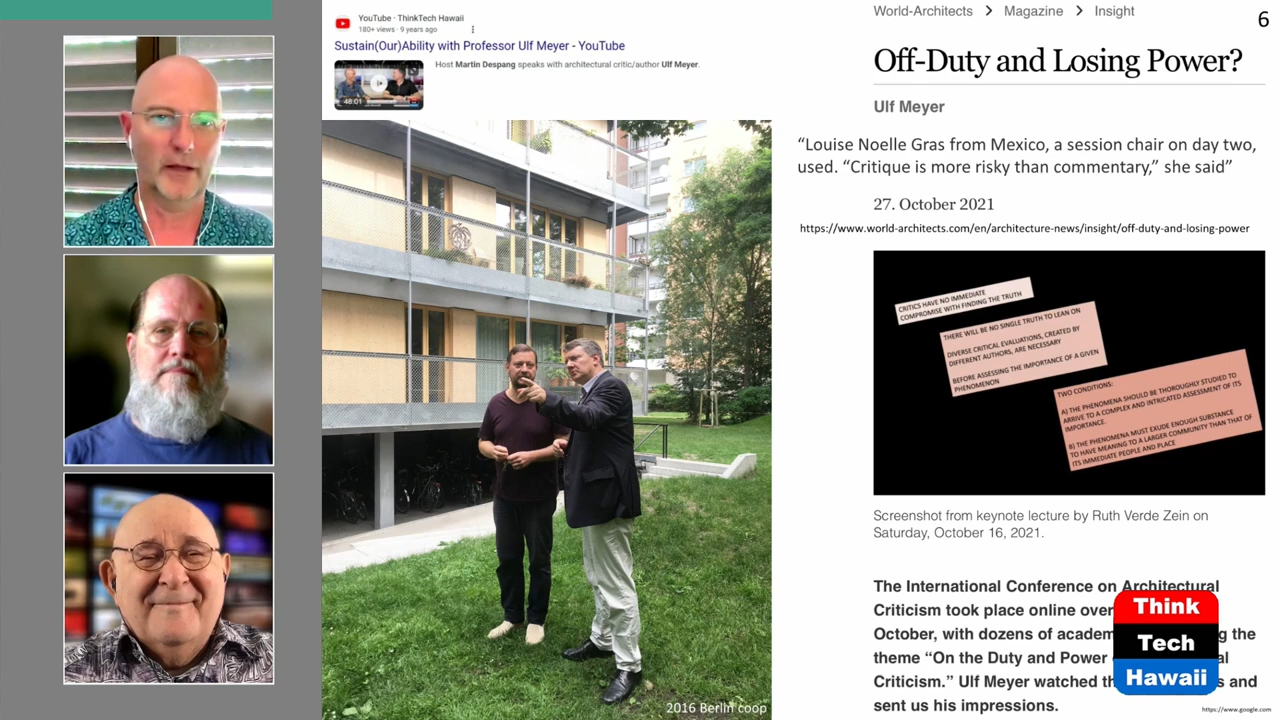 YouTube · ThinkTech Hawaii
180+ views · 9 years ago
Sustain(Our)Ability with Professor Ulf Meyer - YouTube
Host Martin Despang speaks with architectural critic/author Ulf Meyer.
48:01
2016 Berlin coop
World-Architects > Magazine > Insight
6
Off-Duty and Losing Power?
Ulf Meyer
“Louise Noelle Gras from Mexico, a session chair on day two,
used. “Critique is more risky than commentary,” she said”
27. October 2021
https://www.world-architects.com/en/architecture-news/insight/off-duty-and-losing-power
CRITICS HAVE NO IMMEDIATE
COMPROMISE WITH FINDING THE TRUTH
THERE WILL BE NO SINGLE TRUTH TO LEAN ON
DIVERSE CRITICAL EVALUATIONS, CREATED BY
DIFFERENT AUTHORS, ARE NECESSARY
BEFORE ASSESSING THE IMPORTANCE OF A GIVEN
PHENOMENON
TWO CONDITIONS:
A) THE PHENOMENA SHOULD BE THOROUGHLY STUDIED TO
ARRIVE TO A COMPLEX AND INTRICATED ASSESSMENT OF ITS
IMPORTANCE.
B) THE PHENOMENA MUST EXUDE ENOUGH SUBSTANCE
TO HAVE MEANING TO A LARGER COMMUNITY THAN THAT OF
ITS IMMEDIATE PEOPLE AND PLACE
Screenshot from keynote lecture by Ruth Verde Zein on
Saturday, October 16, 2021.
The International Conference on Architectural
Criticism took place online over
October, with dozens of academ g the
theme “On the Duty and Power al
Criticism.” Ulf Meyer watched th s and
sent us his impressions.
Think
Tech
Hawaii
https://www.google.com